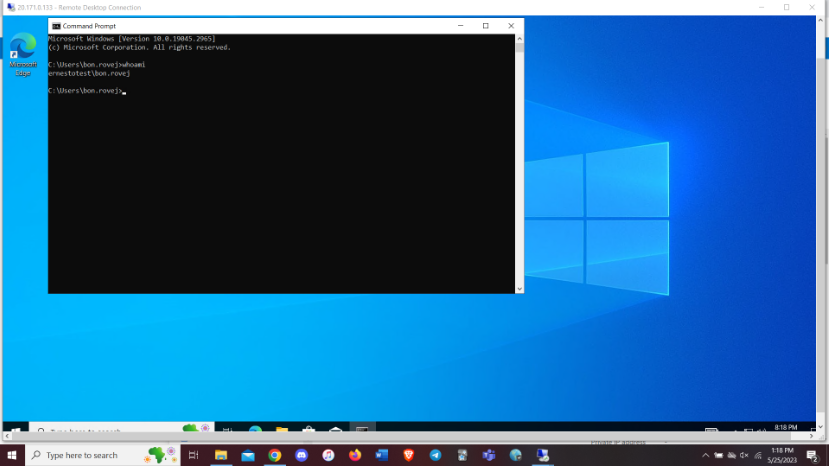 20.171.0.133 - Remote Desktop Connection
Command Prompt
Microsoft
Edge
Microsoft Windows [Version 10.0.19045.2965]
(c) Microsoft Corporation. All rights reserved.
C:\Users\bon.rovej>whoami
ernestotest\bon.rovej
C:\Users\bon.rovej>
Type here to search
8:18 PM
Private IP address
Type here to search
1:18 PM
5/25/2023
2